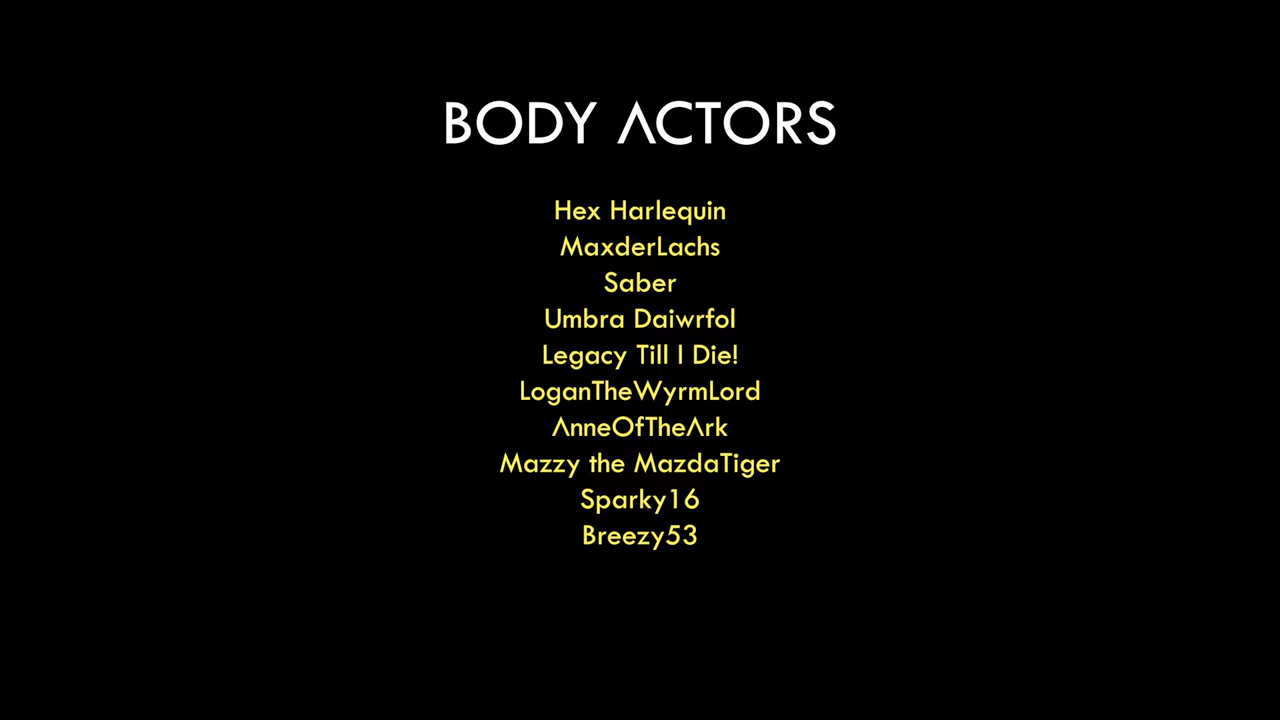 BODY ACTORS
Hex Harlequin
MaxderLachs
Saber
Umbra Daiwrfol
Legacy Till I Die!
LoganTheWyrmLord
AnneOfTheArk
Mazzy the MazdaTiger
Sparky16
Breezy53